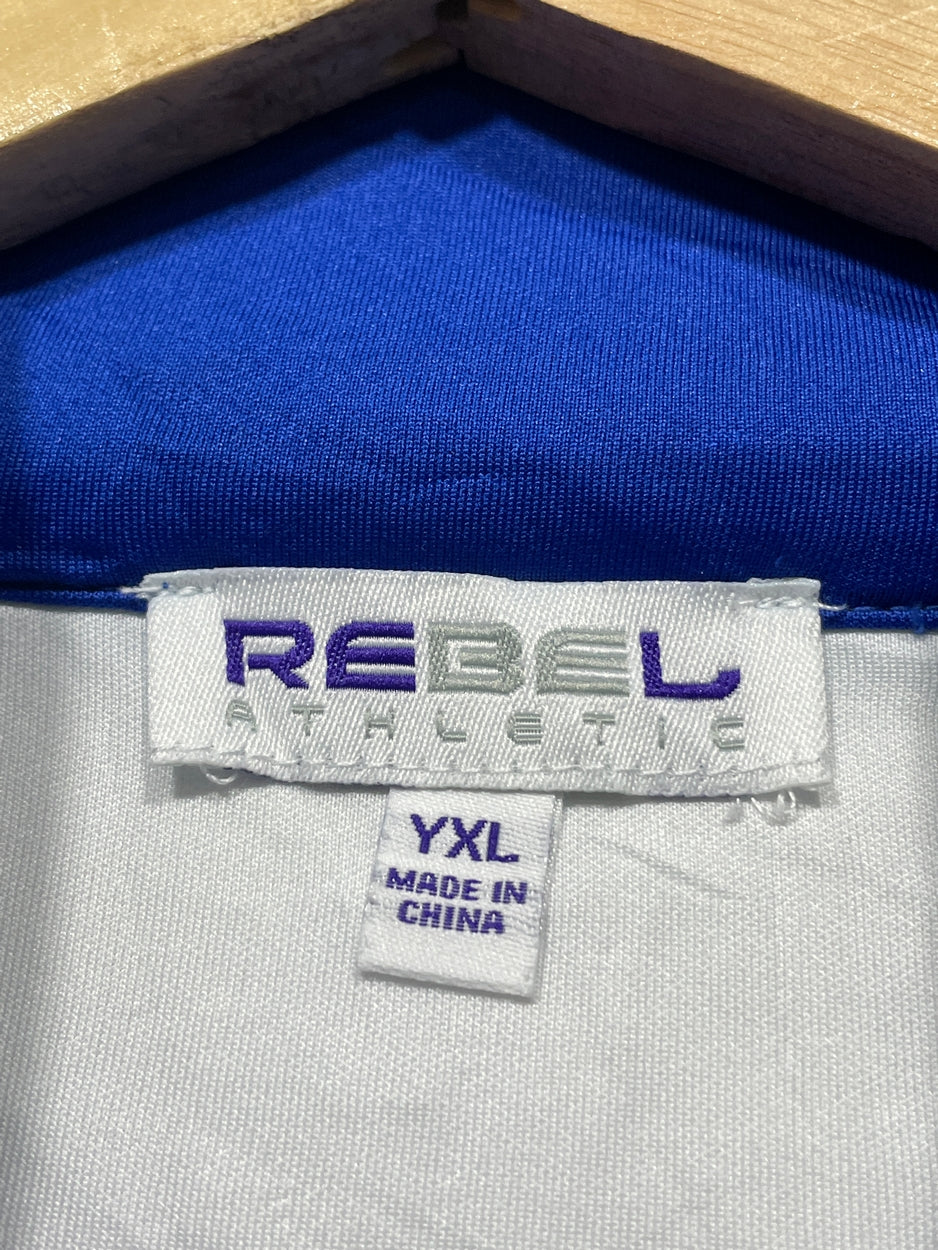 REBEL
ATHLETIC
YXL
MADE IN
CHINA